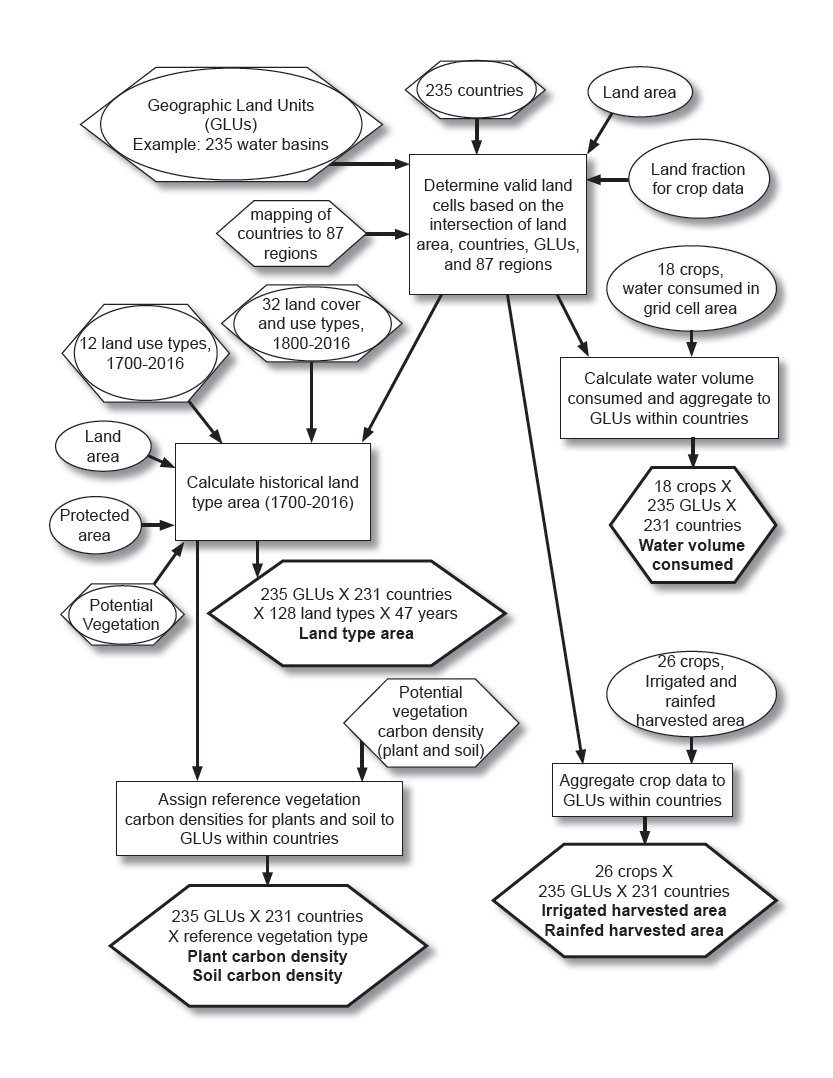 Geographic Land Units
(GLUs)
Example: 235 water basins
235 countries
Land area
Land fraction
for crop data
mapping of
countries to 87
regions
Determine valid land
cells based on the
intersection of land
area, countries, GLUs,
and 87 regions
18 crops,
water consumed in
grid cell area
32 land cover
and use types,
1800-2016
12 land use types,
1700-2016
Calculate water volume
consumed and aggregate to
GLUs within countries
Land
area
Calculate historical land
type area (1700-2016)
Protected
area
18 crops X
235 GLUs X
231 countries
Water volume
consumed
Potential
Vegetation
235 GLUs X 231 countries
X 128 land types X 47 years
Land type area
26 crops,
Irrigated and
rainfed
harvested area
Potential
vegetation
carbon density
(plant and soil)
Aggregate crop data to
GLUs within countries
Assign reference vegetation
carbon densities for plants and soil to
GLUs within countries
26 crops X
235 GLUs X 231 countries
Irrigated harvested area
Rainfed harvested area
235 GLUs X 231 countries
X reference vegetation type
Plant carbon density
Soil carbon density